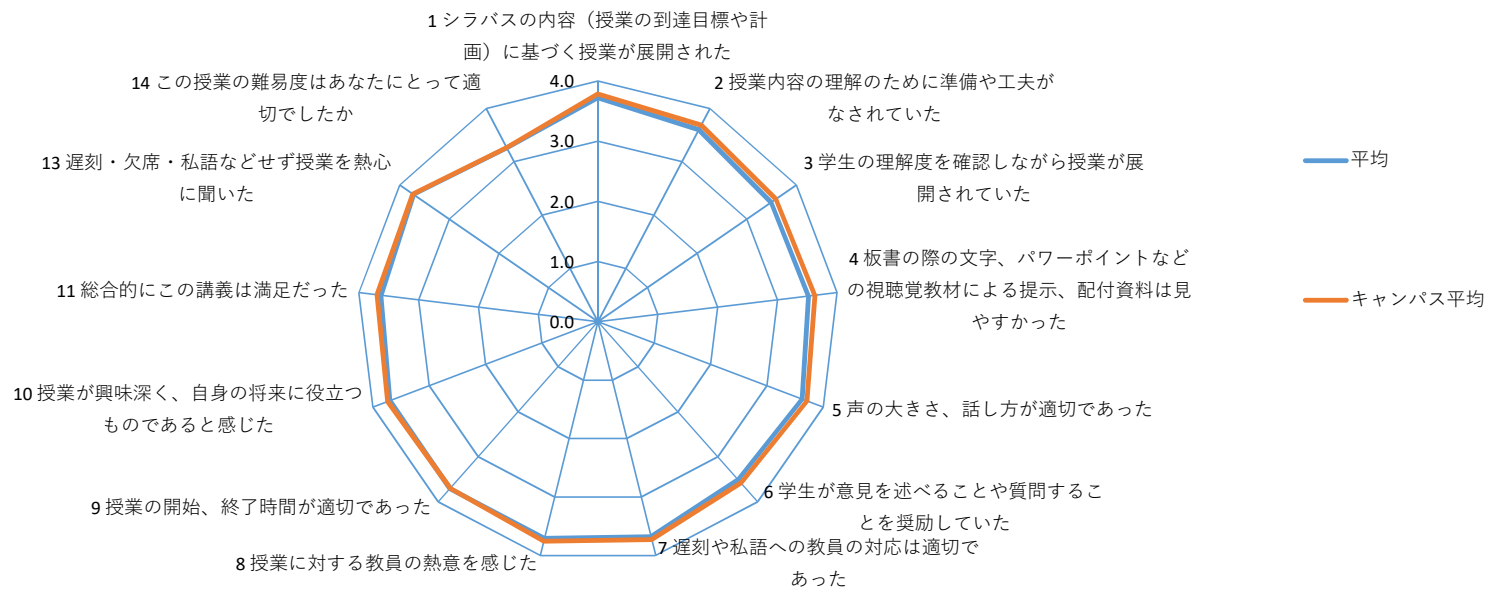 1 シラバスの内容（授業の到達目標や計
画）に基づく授業が展開された
2 授業内容の理解のために準備や工夫が
なされていた
3 学生の理解度を確認しながら授業が展
開されていた
4 板書の際の文字、パワーポイントなど
の視聴覚教材による提示、配付資料は見
やすかった
5 声の大きさ、話し方が適切であった
6 学生が意見を述べることや質問するこ
とを奨励していた
7 遅刻や私語への教員の対応は適切で
あった
8 授業に対する教員の熱意を感じた
9 授業の開始、終了時間が適切であった
10 授業が興味深く、自身の将来に役立つ
ものであると感じた
11 総合的にこの講義は満足だった
13 遅刻・欠席・私語などせず授業を熱心
に聞いた
14 この授業の難易度はあなたにとって適
切でしたか
4.0
3.0
2.0
1.0
0.0
平均
キャンパス平均